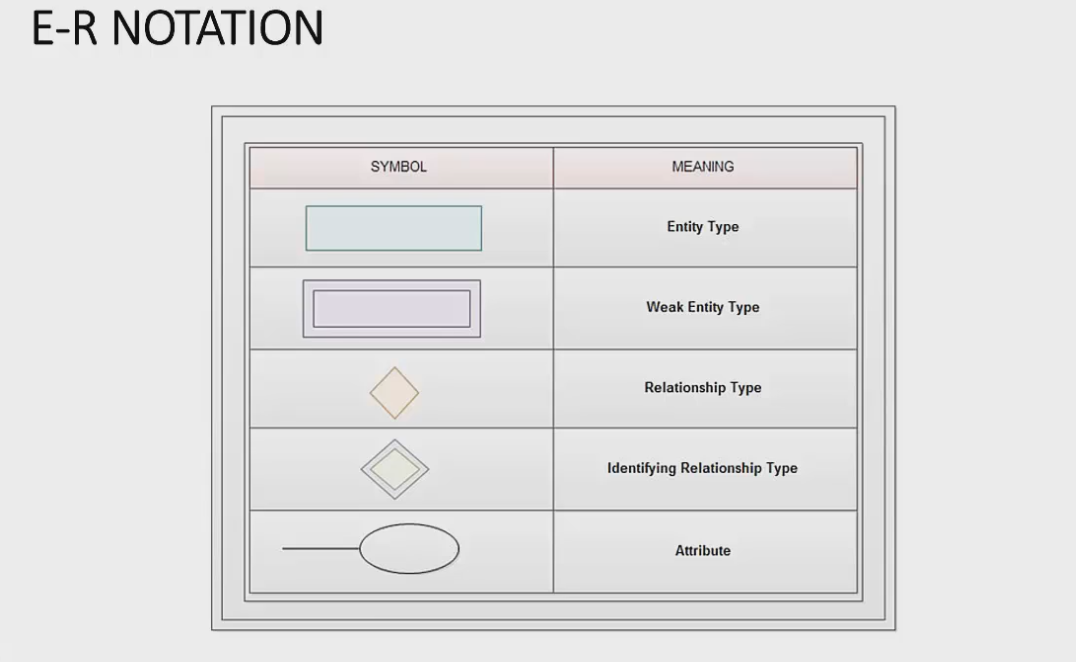 E-R NOTATION
SYMBOL MEANING
Entity Type
Weak Entity Type
Relationship Type
Identifying Relationship Type
Attribute